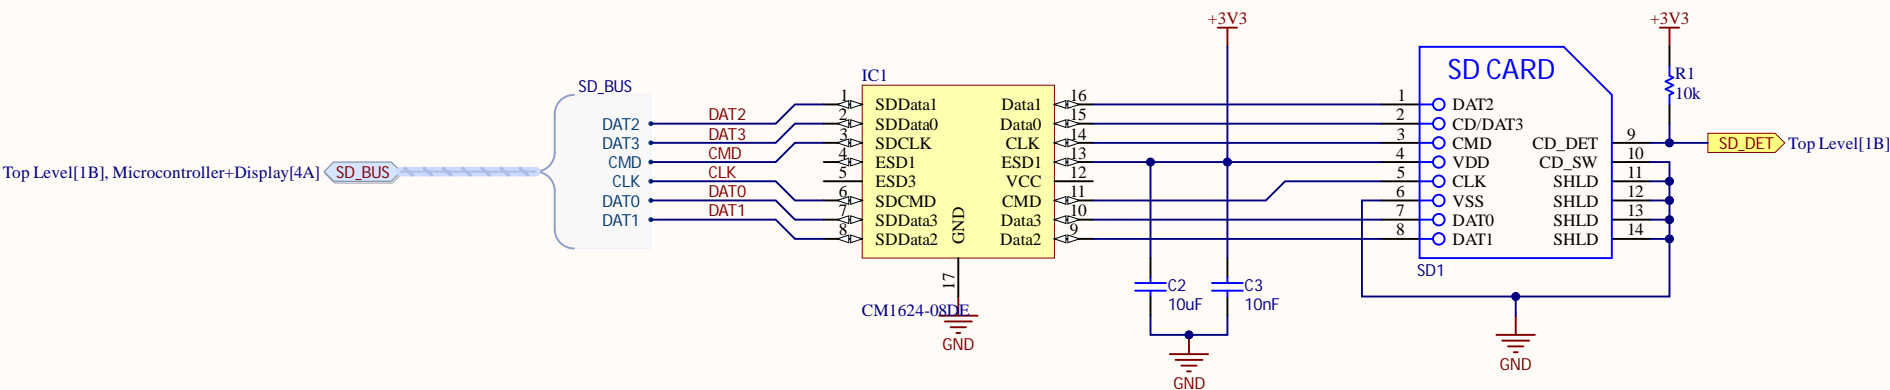 +3V3
+3V3
SD_BUS
IC1
SD CARD
R1
10k
Top Level[1B], Microcontroller+Display[4A]
SD_BUS
DAT2
DAT3
CMD
CLK
DAT0
DAT1
DAT2
DAT3
CMD
CLK
DAT0
DAT1
1 SDData1 Data1 16
2 SDData0 Data0 15
3 SDCLK CLK 14
4 ESD1 ESD1 13
5 ESD3 VCC 12
6 SDCMD CMD 11
7 SDData3 Data3 10
8 SDData2 Data2 9
GND
17
CM1624-08DE
GND
C2
10uF
C3
10nF
GND
1 DAT2
2 CD/DAT3
3 CMD CD_DET 9
4 VDD CD_SW 10
5 CLK SHLD 11
6 VSS SHLD 12
7 DAT0 SHLD 13
8 DAT1 SHLD 14
SD1
SD_DET Top Level[1B]
GND